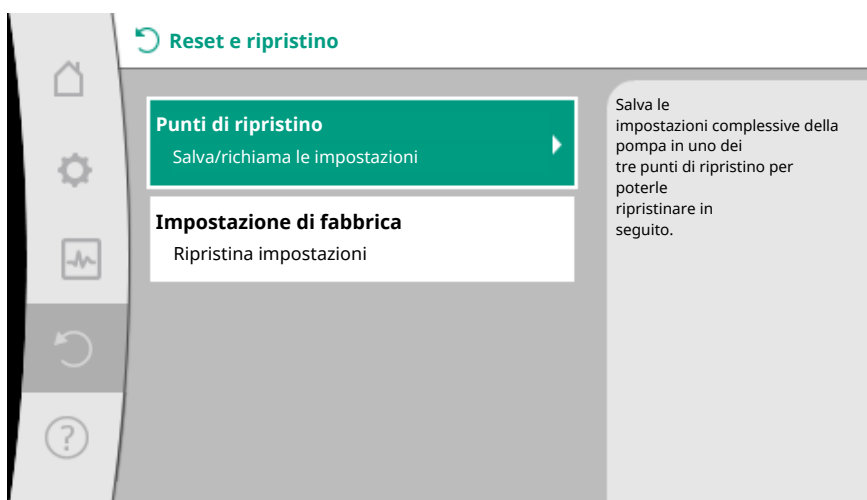 Reset e ripristino
Punti di ripristino
Salva/richiama le impostazioni
Impostazione di fabbrica
Ripristina impostazioni
Salva le
impostazioni complessive della
pompa in uno dei
tre punti di ripristino per
poterle
ripristinare in
seguito.
?